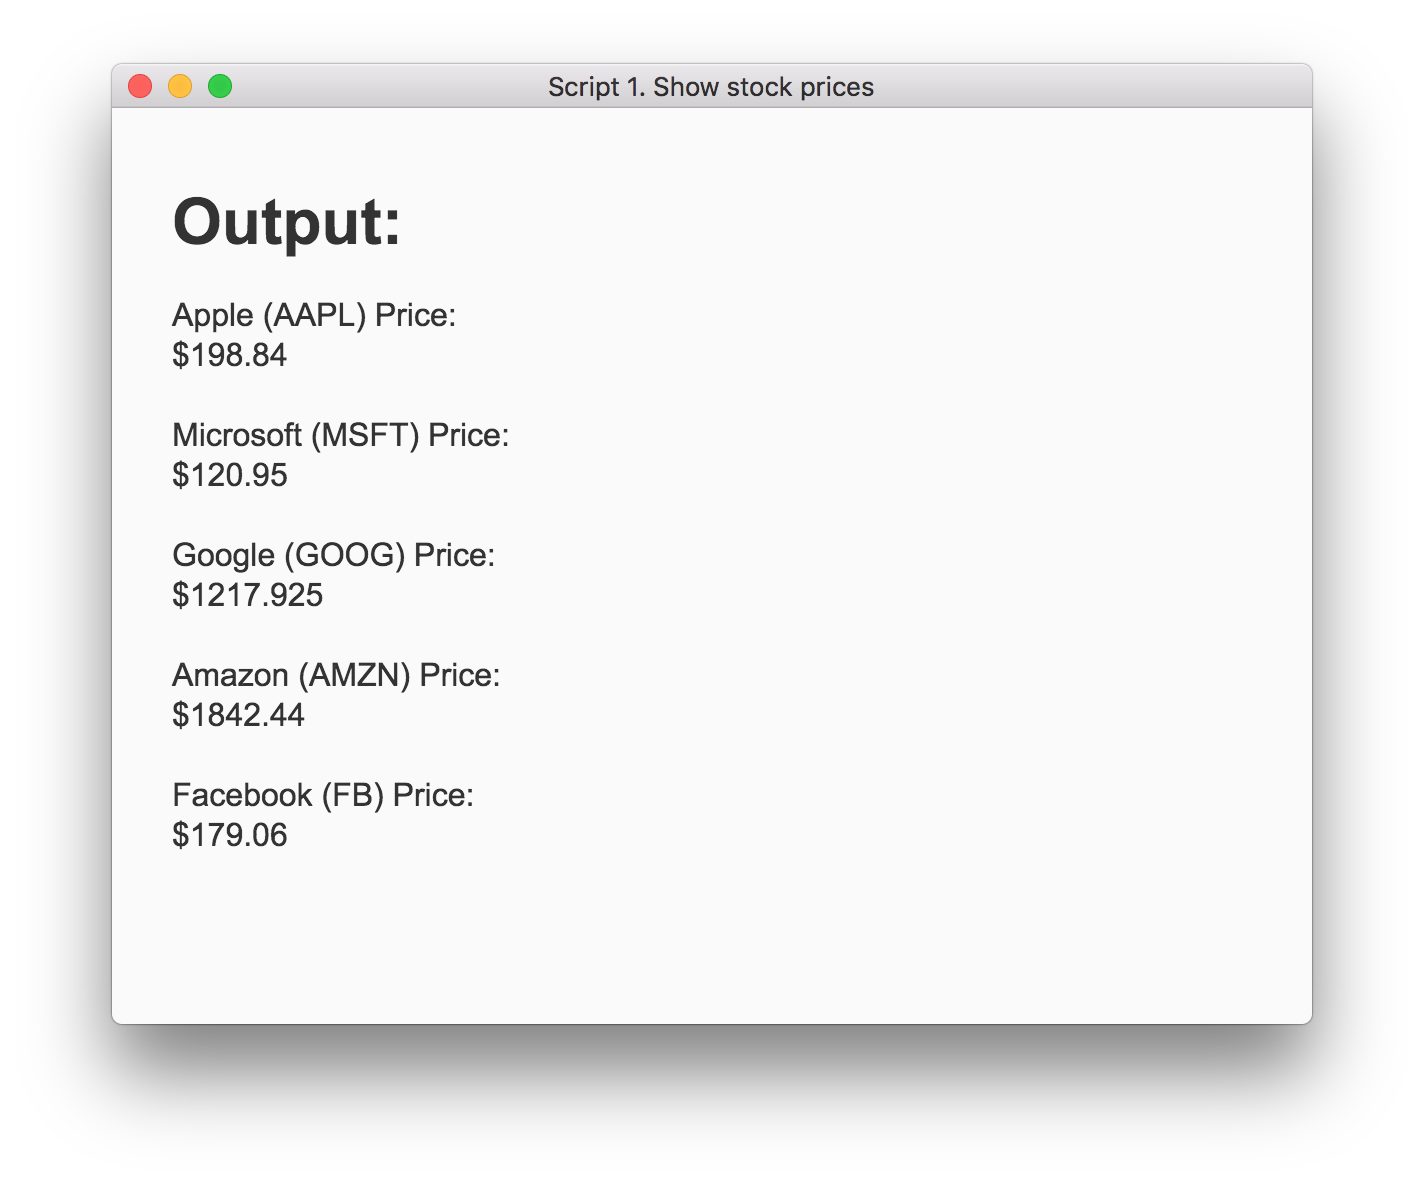 Script 1. Show stock prices
Output:
Apple (AAPL) Price:
$198.84
Microsoft (MSFT) Price:
$120.95
Google (GOOG) Price:
$1217.925
Amazon (AMZN) Price:
$1842.44
Facebook (FB) Price:
$179.06